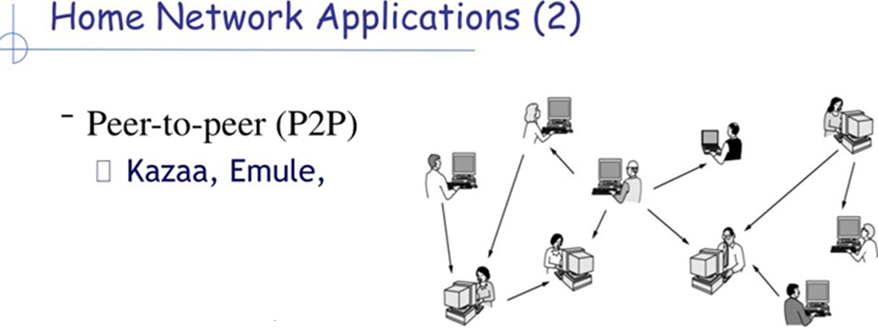 Home Network Applications (2)
- Peer-to-peer (P2P)
▯ Kazaa, Emule,